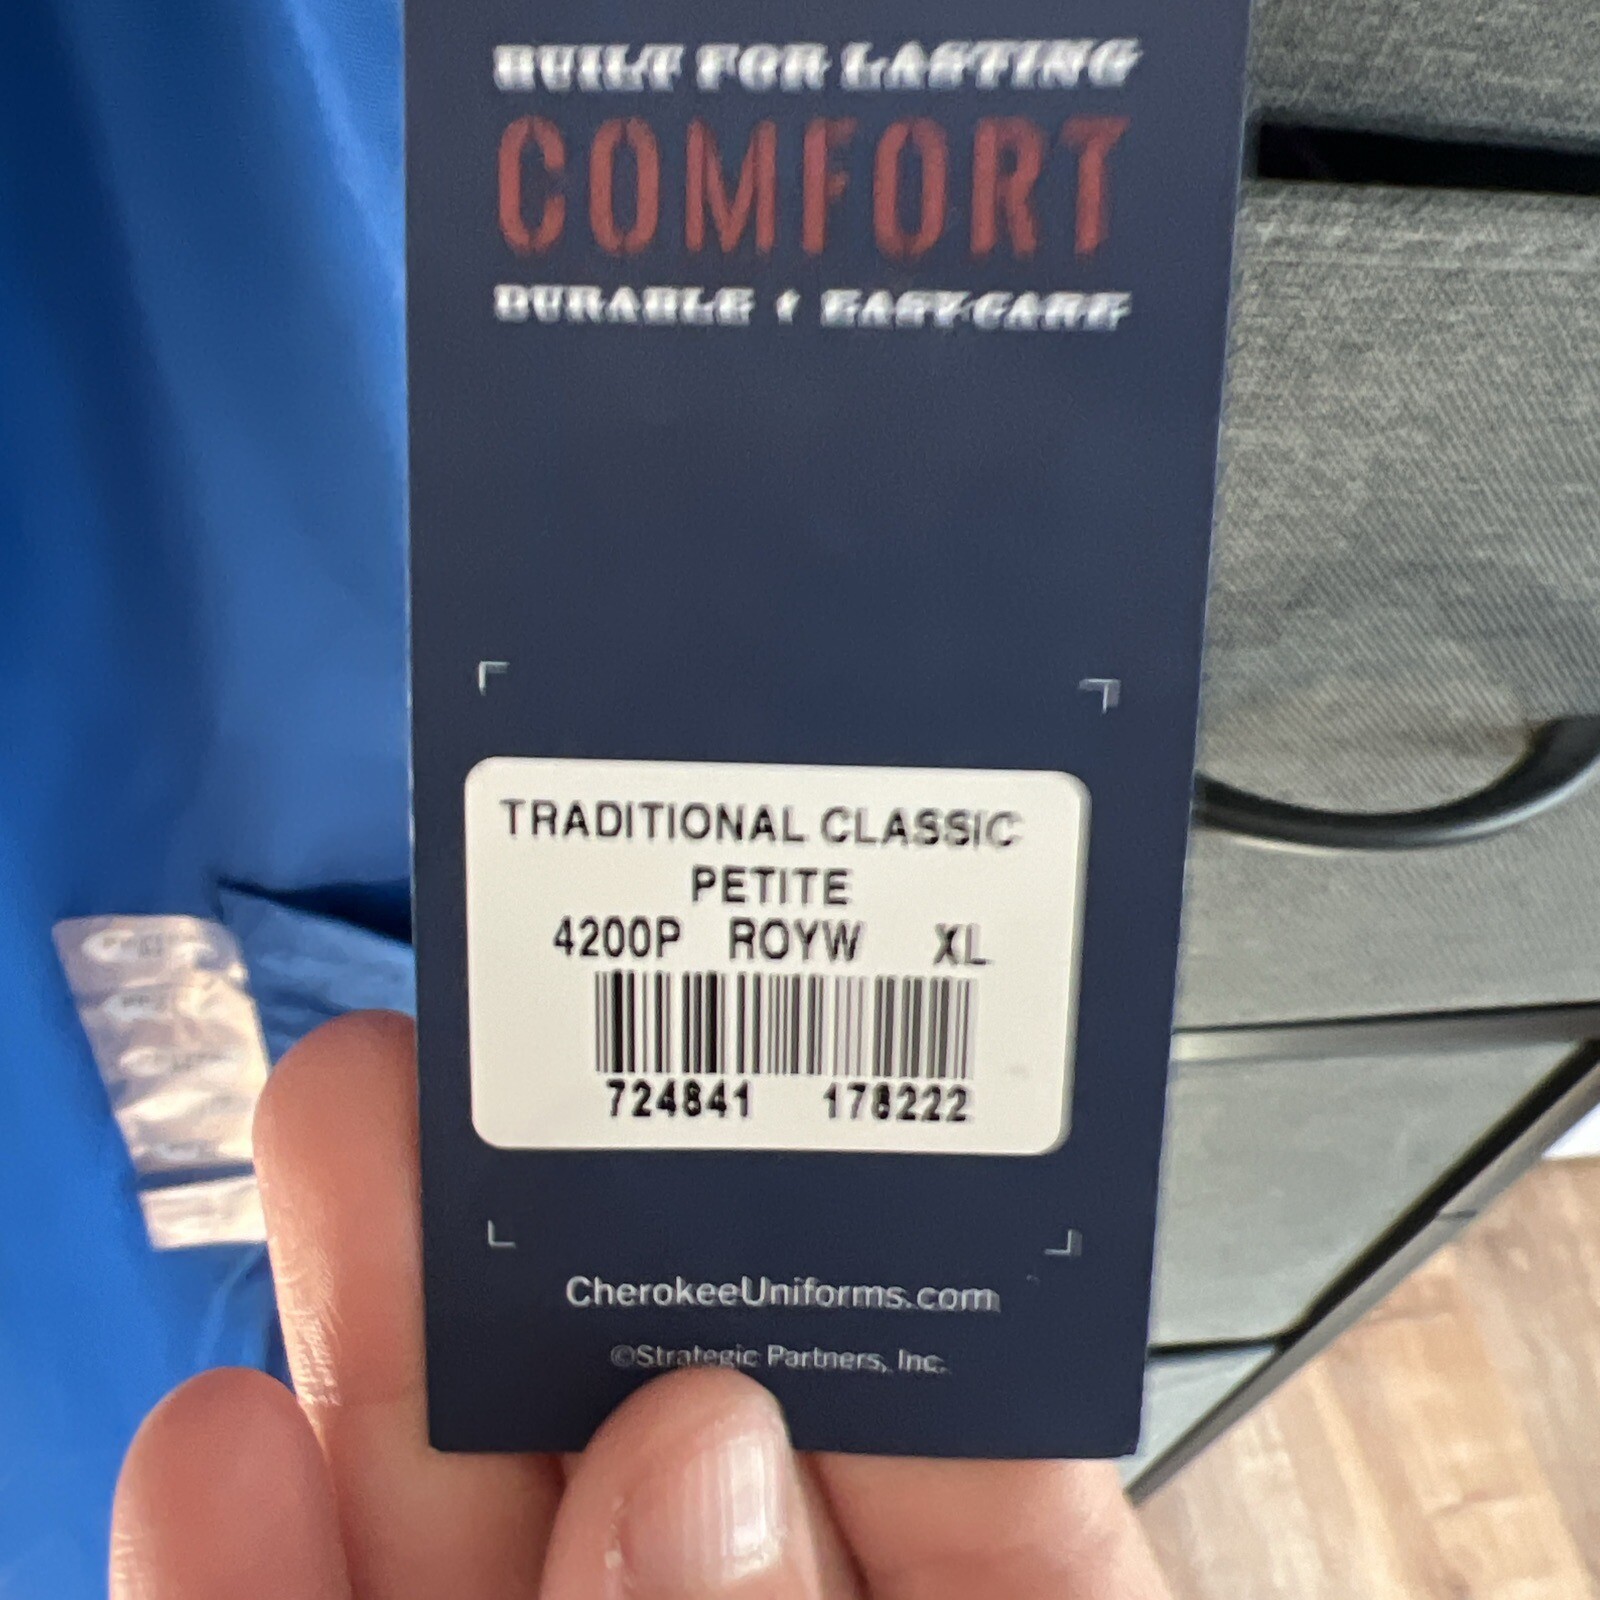 BUILT FOR LASTING
COMFORT
DURABLE • EASY-CARE
TRADITIONAL CLASSIC
PETITE
4200P ROYW XL
724841 178222
CherokeeUniforms.com
©Strategic Partners, Inc.